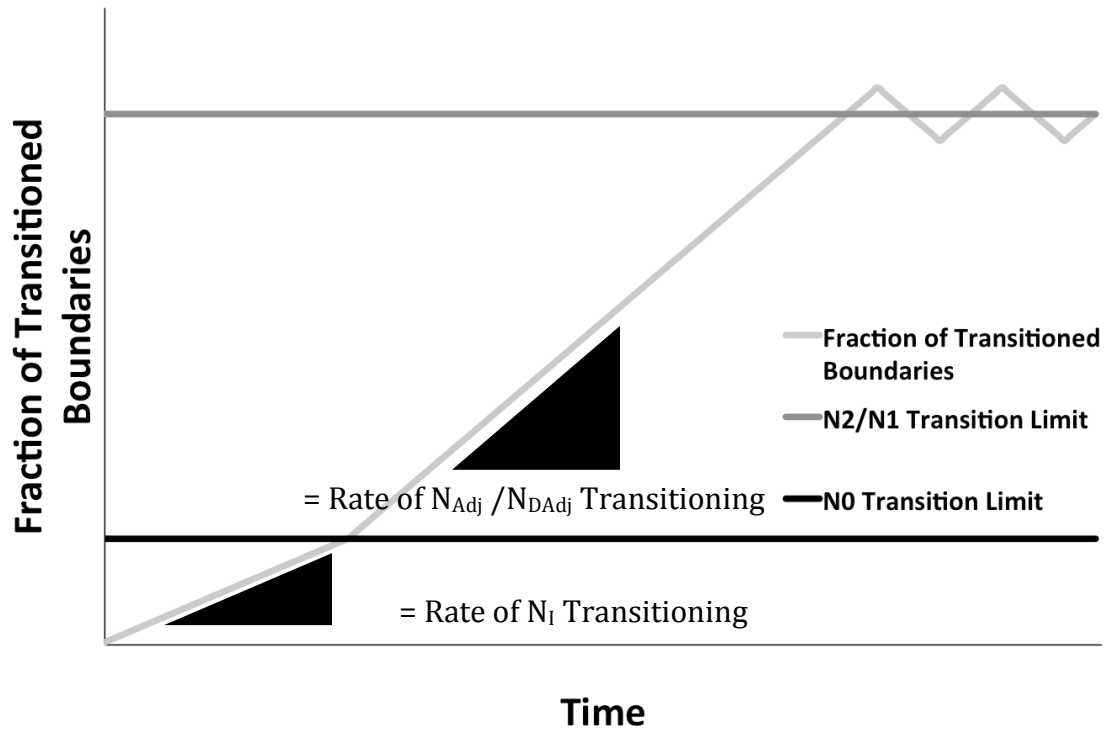 Fraction of Transitioned
Boundaries
Fraction of Transitioned
Boundaries
N2/N1 Transition Limit
= Rate of NAdj /NDAdj Transitioning
N0 Transition Limit
= Rate of NI Transitioning
Time